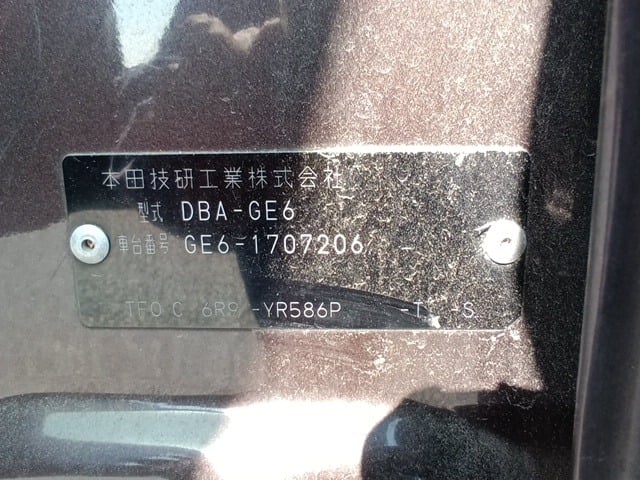 本田技研工業株式会社
型式 DBA-GE6
車台番号 GE6-1707206
TF0 C 6R9 -YR586P -T -S